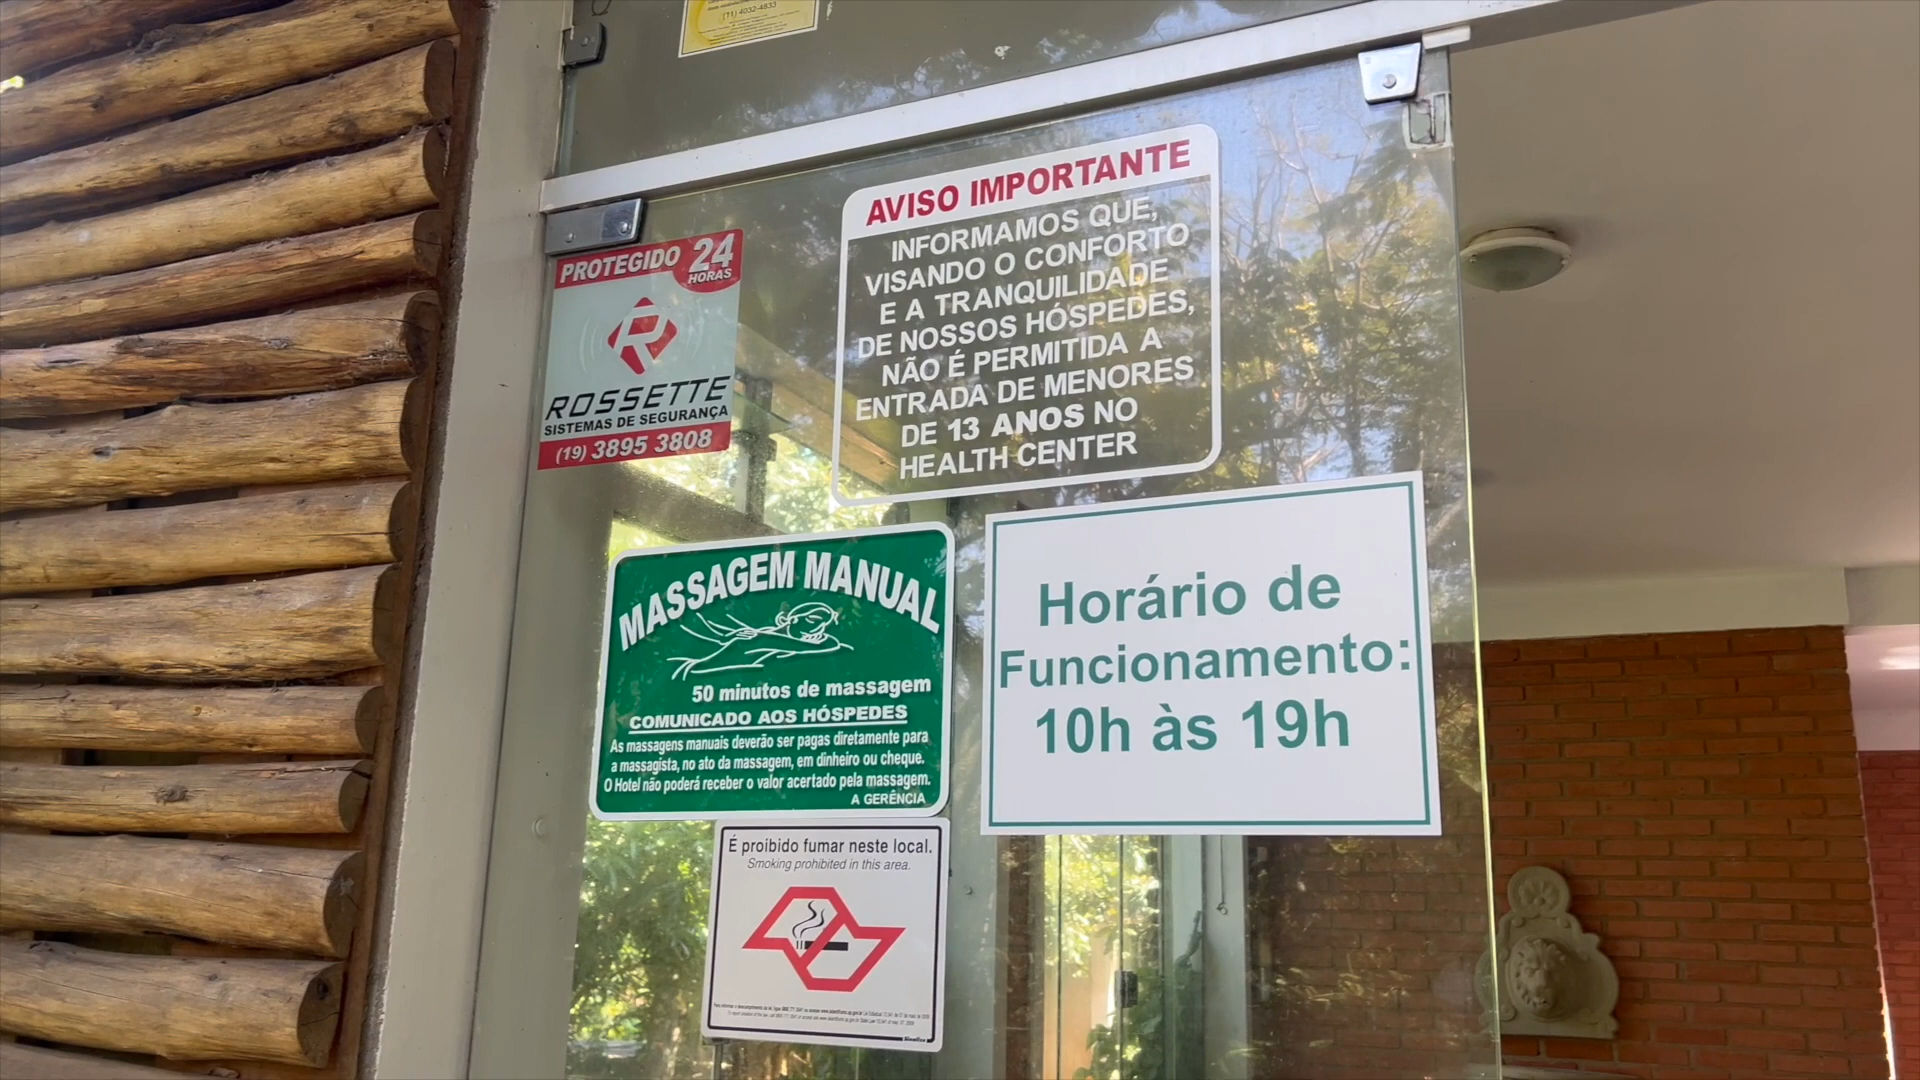 (11) 4032-4833
AVISO IMPORTANTE
INFORMAMOS QUE,
VISANDO O CONFORTO
E A TRANQUILIDADE
DE NOSSOS HÓSPEDES,
NÃO É PERMITIDA A
ENTRADA DE MENORES
DE 13 ANOS NO
HEALTH CENTER
PROTEGIDO 24
HORAS
R
ROSSETTE
SISTEMAS DE SEGURANÇA
(19) 3895 3808
MASSAGEM MANUAL
50 minutos de massagem
COMUNICADO AOS HÓSPEDES
As massagens manuais deverão ser pagas diretamente para
a massagista, no ato da massagem, em dinheiro ou cheque.
O Hotel não poderá receber o valor acertado pela massagem.
A GERÊNCIA
Horário de
Funcionamento:
10h às 19h
É proibido fumar neste local.
Smoking prohibited in this area.